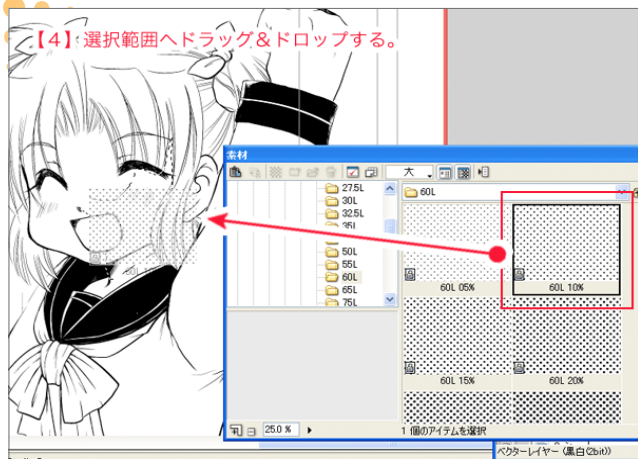 【4】選択範囲へドラッグ&ドロップする。
素材
大
27.5L
30L
32.5L
35L
50L
55L
60L
65L
75L
60L
60L 05%
60L 10%
60L 15%
60L 20%
25.0 %
1 個のアイテムを選択
ベクターレイヤー (黒白(2bit))